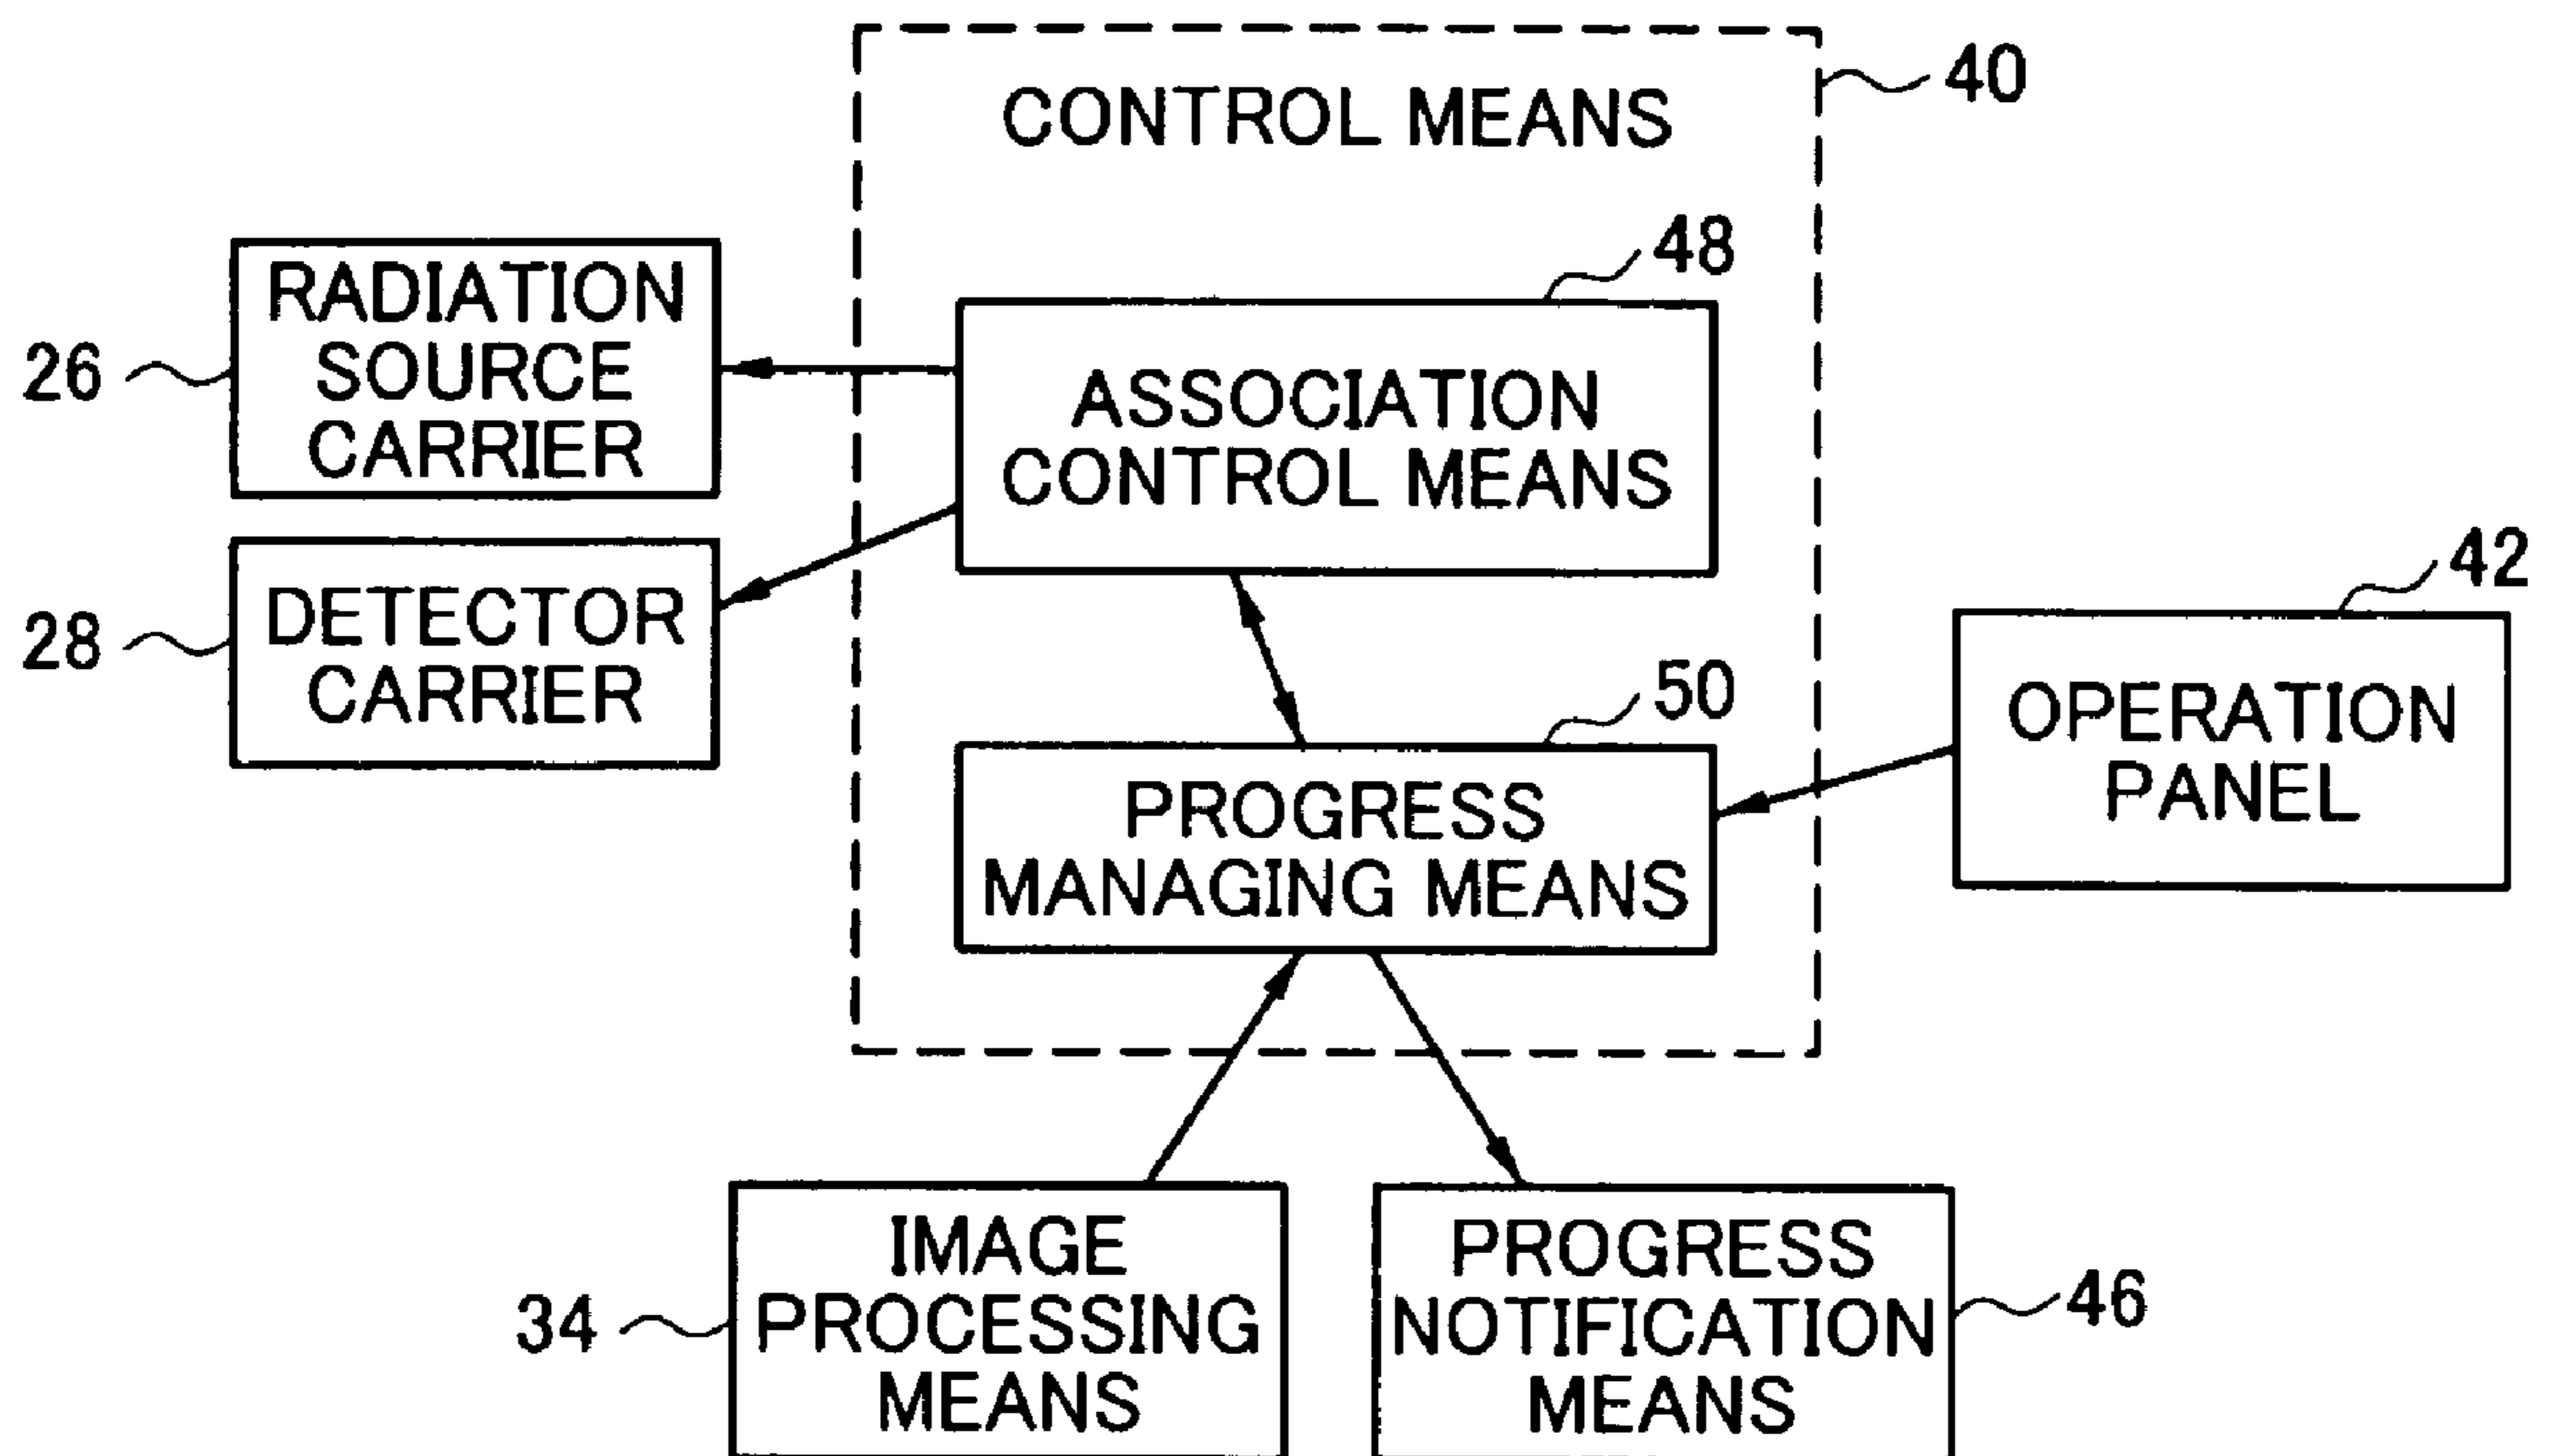 40
CONTROL MEANS
48
26
RADIATION
SOURCE
CARRIER
ASSOCIATION
CONTROL MEANS
28
DETECTOR
CARRIER
42
OPERATION
PANEL
50
PROGRESS
MANAGING MEANS
34
IMAGE
PROCESSING
MEANS
PROGRESS
NOTIFICATION
MEANS
46